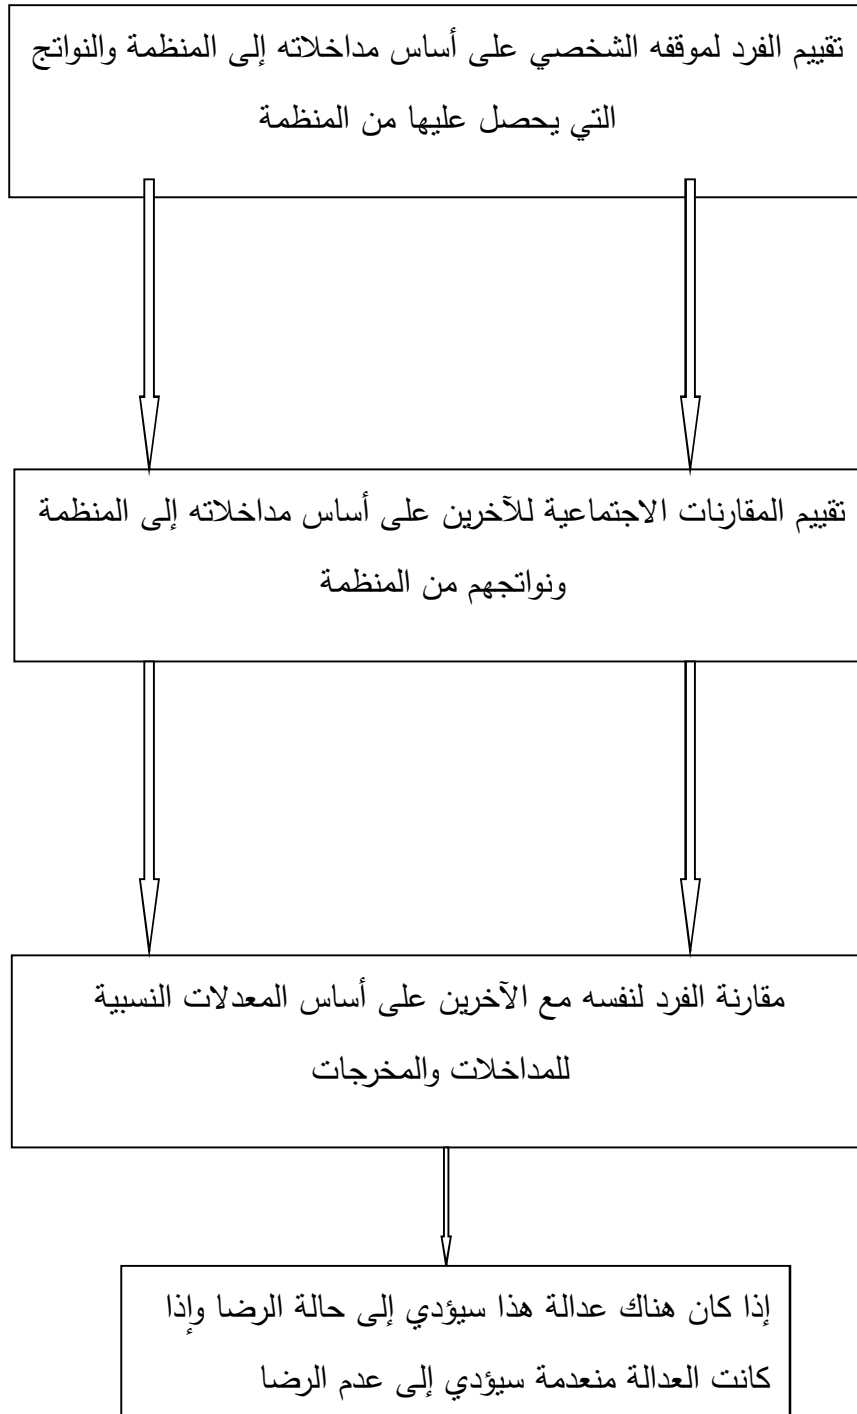 تقييم الفرد لموقفه الشخصي على أساس مداخلاته إلى المنظمة والنواتج
التي يحصل عليها من المنظمة
تقييم المقارنات الاجتماعية للآخرين على أساس مداخلاته إلى المنظمة
ونواتجهم من المنظمة
مقارنة الفرد لنفسه مع الآخرين على أساس المعدلات النسبية
للمداخلات والمخرجات
إذا كان هناك عدالة هذا سيؤدي إلى حالة الرضا وإذا
كانت العدالة منعدمة سيؤدي إلى عدم الرضا